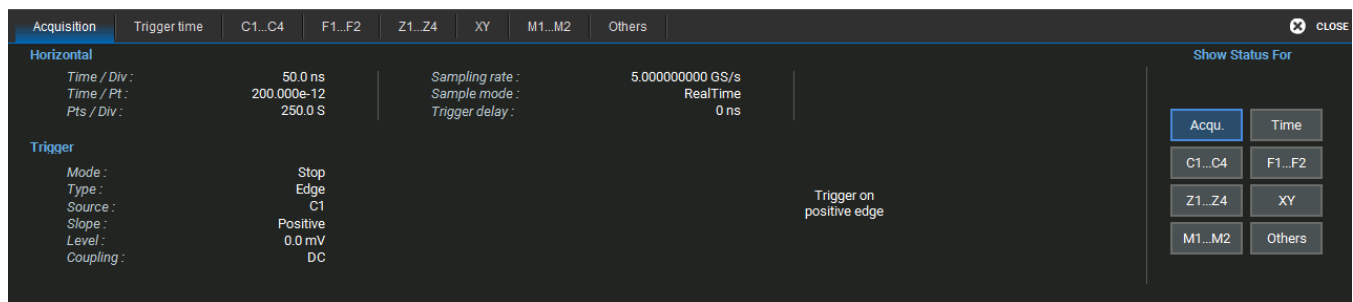 Acquisition Trigger time C1...C4 F1...F2 Z1...Z4 XY M1...M2 Others CLOSE
Horizontal Show Status For
Time / Div : 50.0 ns Sampling rate : 5.000000000 GS/s
Time / Pt : 200.000e-12 Sample mode : RealTime
Pts / Div : 250.0 S Trigger delay : 0 ns
Acqu. Time
Trigger
Mode : Stop
C1...C4 F1...F2
Type : Edge
Source : C1
Slope : Positive
Level : 0.0 mV
Coupling : DC
Trigger on
positive edge
Z1...Z4 XY
M1...M2 Others